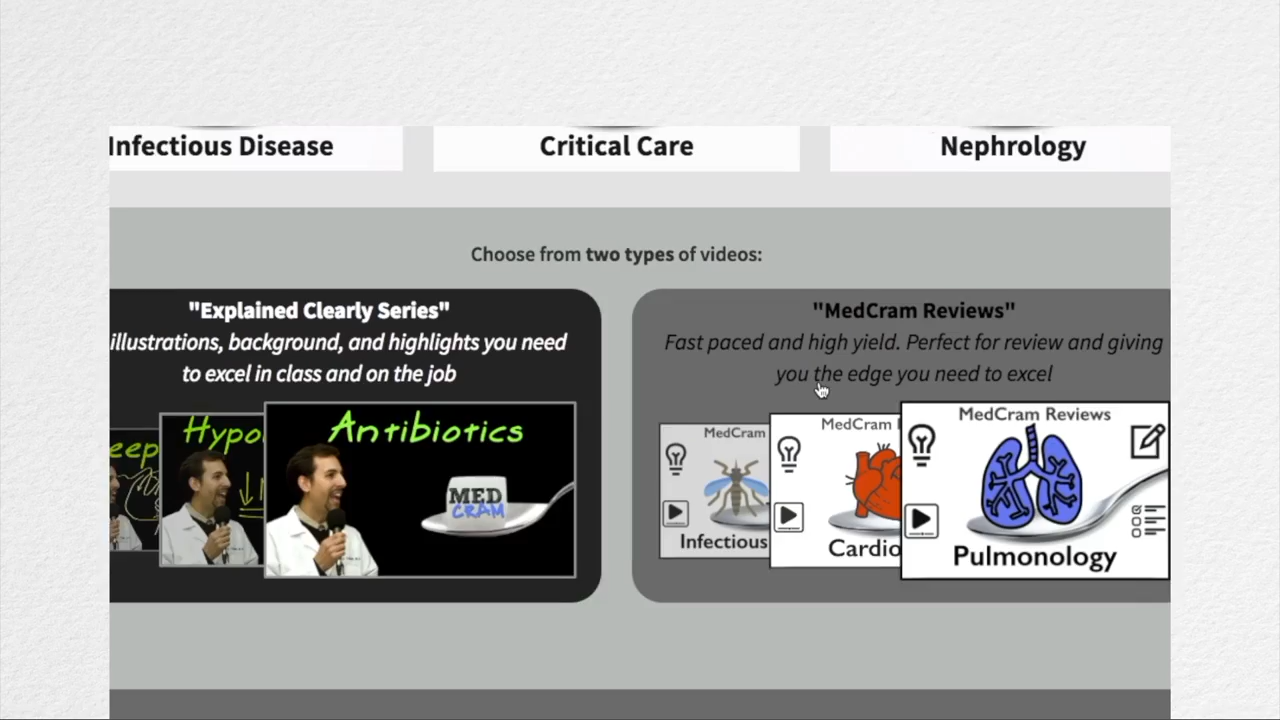 Infectious Disease
Critical Care
Nephrology
Choose from two types of videos:
"Explained Clearly Series"
illustrations, background, and highlights you need
to excel in class and on the job
eep
Hypo
Antibiotics
MED
CRAM
"MedCram Reviews"
Fast paced and high yield. Perfect for review and giving
you the edge you need to excel
MedCram
Infectious
MedCram
Cardio
MedCram Reviews
Pulmonology